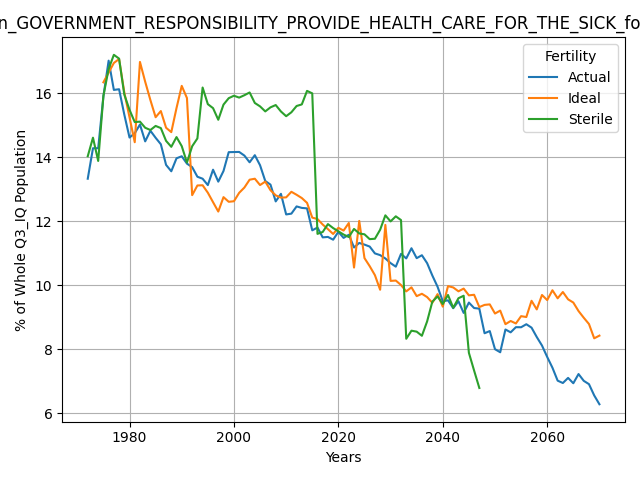 n_GOVERNMENT_RESPONSIBILITY_PROVIDE_HEALTH_CARE_FOR_THE_SICK_fo
Fertility
Actual
Ideal
Sterile
% of Whole Q3_IQ Population
16
14
12
10
8
6
1980
2000
2020
2040
2060
Years